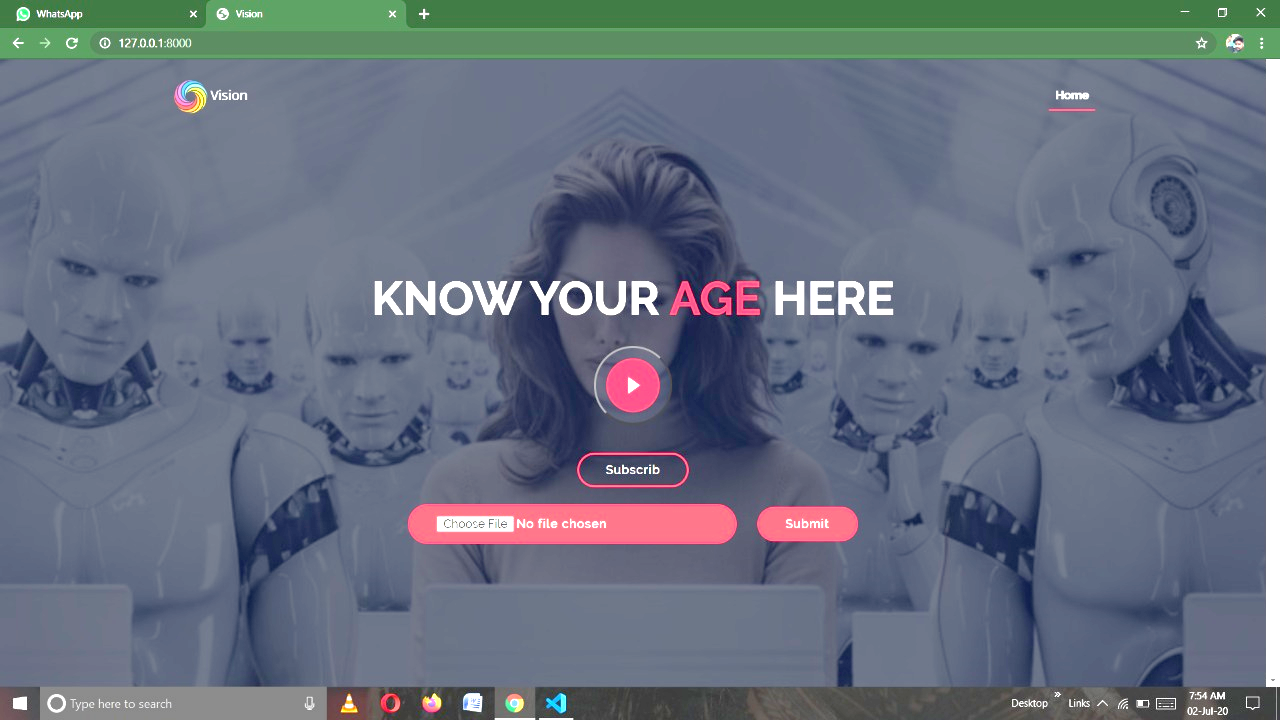 WhatsApp
Vision
127.0.0.1:8000
Vision
Home
KNOW YOUR AGE HERE
Subscrib
Choose File No file chosen
Submit
Type here to search
Desktop
Links
7:54 AM
02-Jul-20